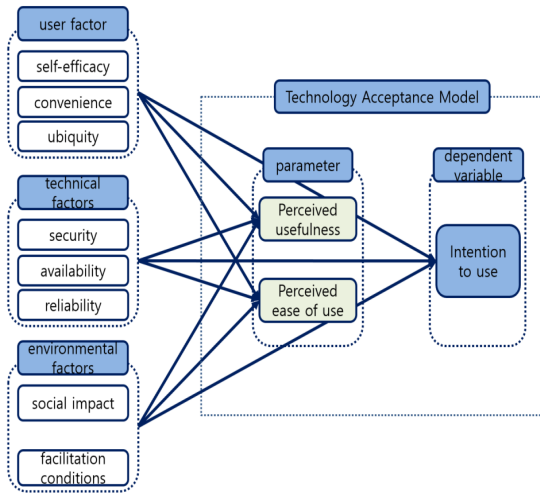 user factor
self-efficacy
convenience
ubiquity
technical
factors
security
availability
reliability
environmental
factors
social impact
facilitation
conditions
Technology Acceptance Model
parameter
Perceived
usefulness
Perceived
ease of use
dependent
variable
Intention
to use